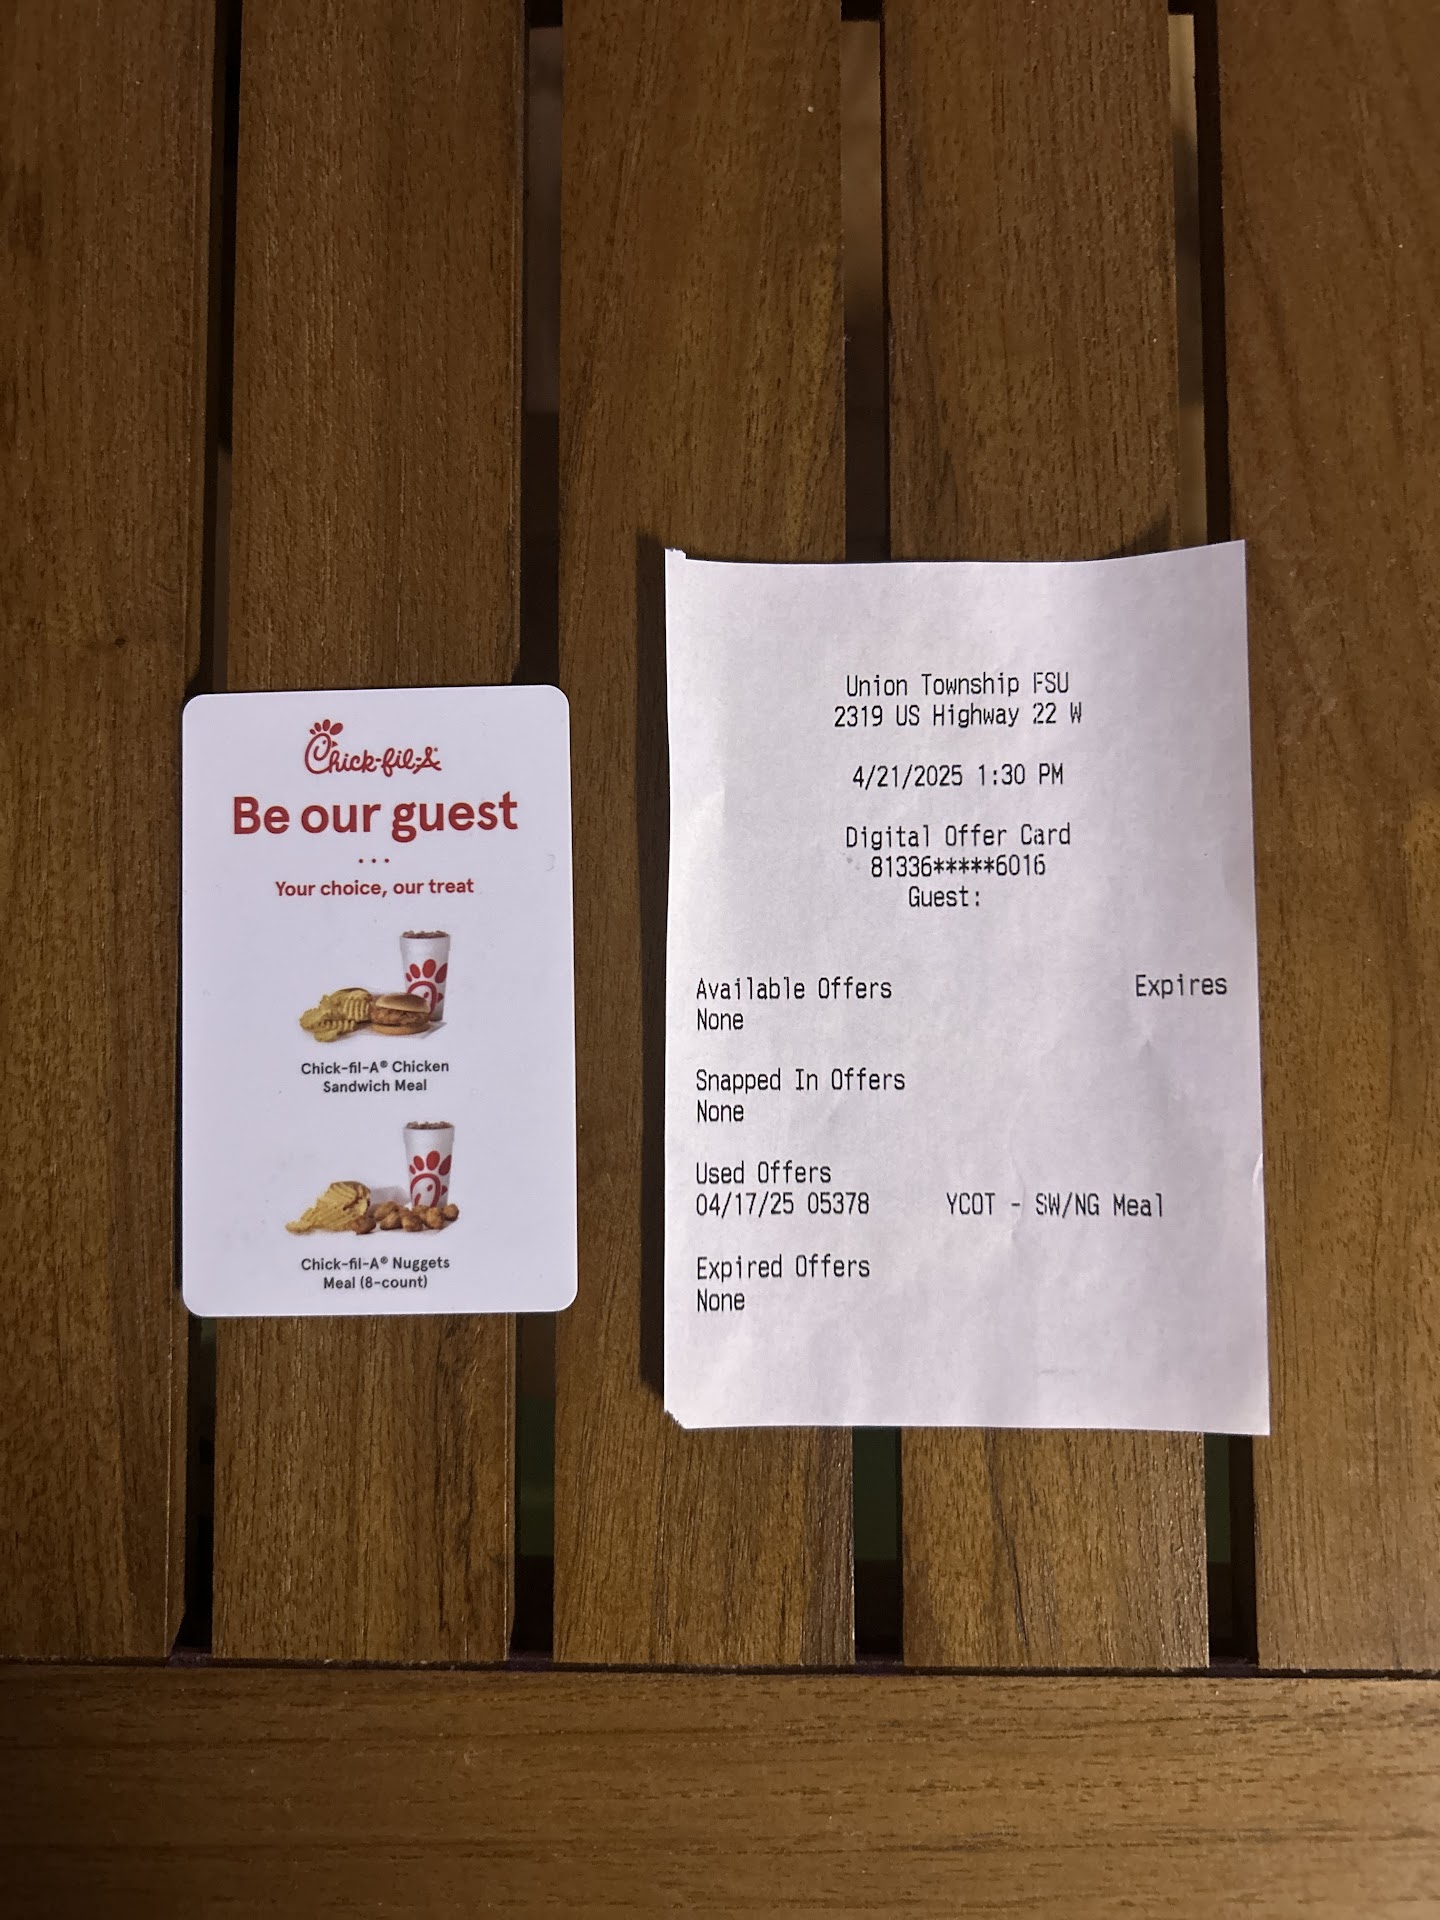 Chick-fil-A®
Be our guest
...
Your choice, our treat
Chick-fil-A® Chicken
Sandwich Meal
Chick-fil-A® Nuggets
Meal (8-count)
Union Township FSU
2319 US Highway 22 W
4/21/2025 1:30 PM
Digital Offer Card
81336*****6016
Guest:
Available Offers Expires
None
Snapped In Offers
None
Used Offers
04/17/25 05378 YCOT - SW/NG Meal
Expired Offers
None